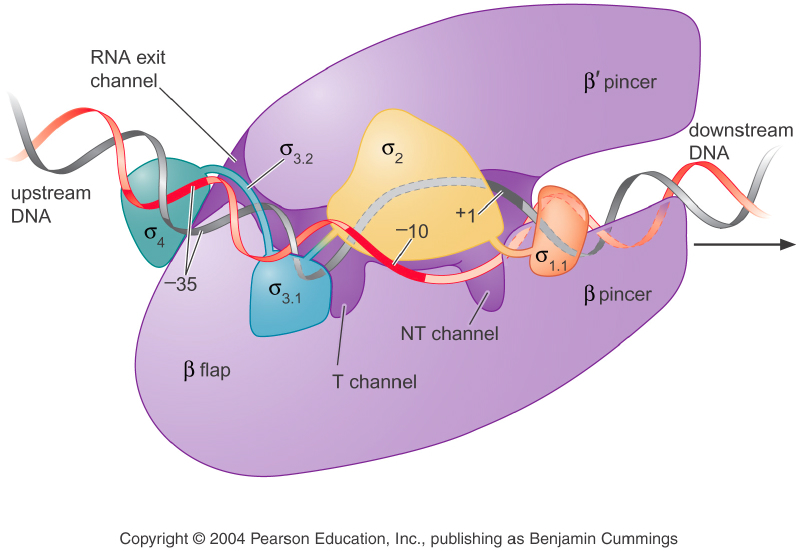 RNA exit
channel
β′ pincer
σ3.2
σ2
downstream
DNA
upstream
DNA
+1
–10
σ4
σ1.1
–35
σ3.1
β pincer
NT channel
β flap
T channel
Copyright © 2004 Pearson Education, Inc., publishing as Benjamin Cummings